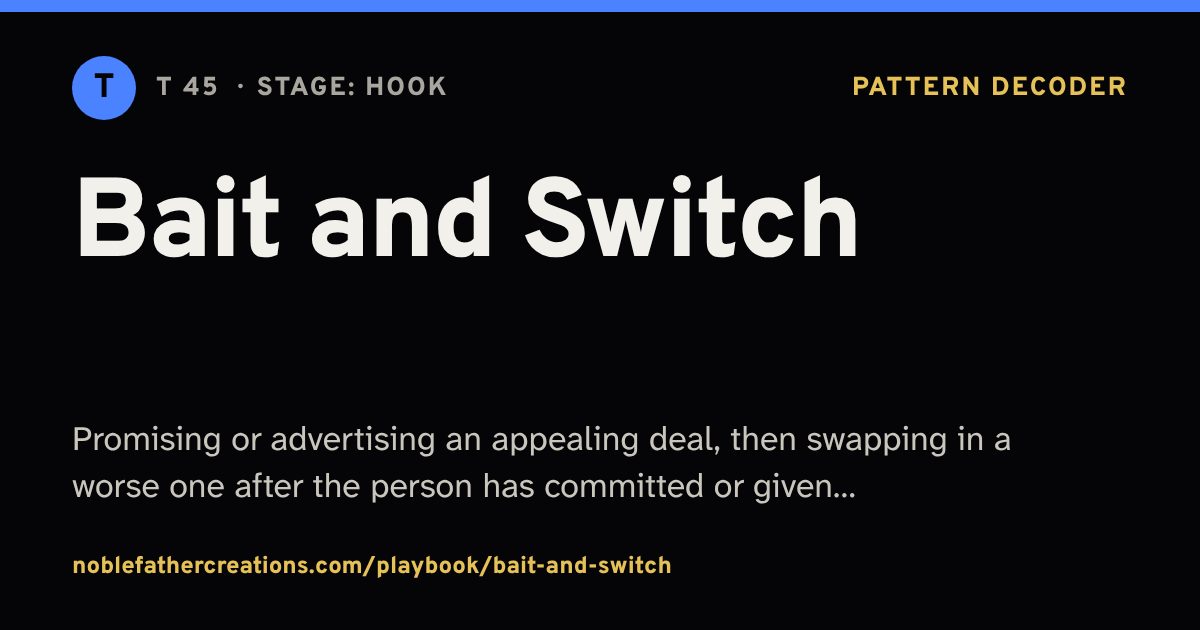 T T 45 · STAGE: HOOK PATTERN DECODER
Bait and Switch
Promising or advertising an appealing deal, then swapping in a
worse one after the person has committed or given...
noblefathercreations.com/playbook/bait-and-switch